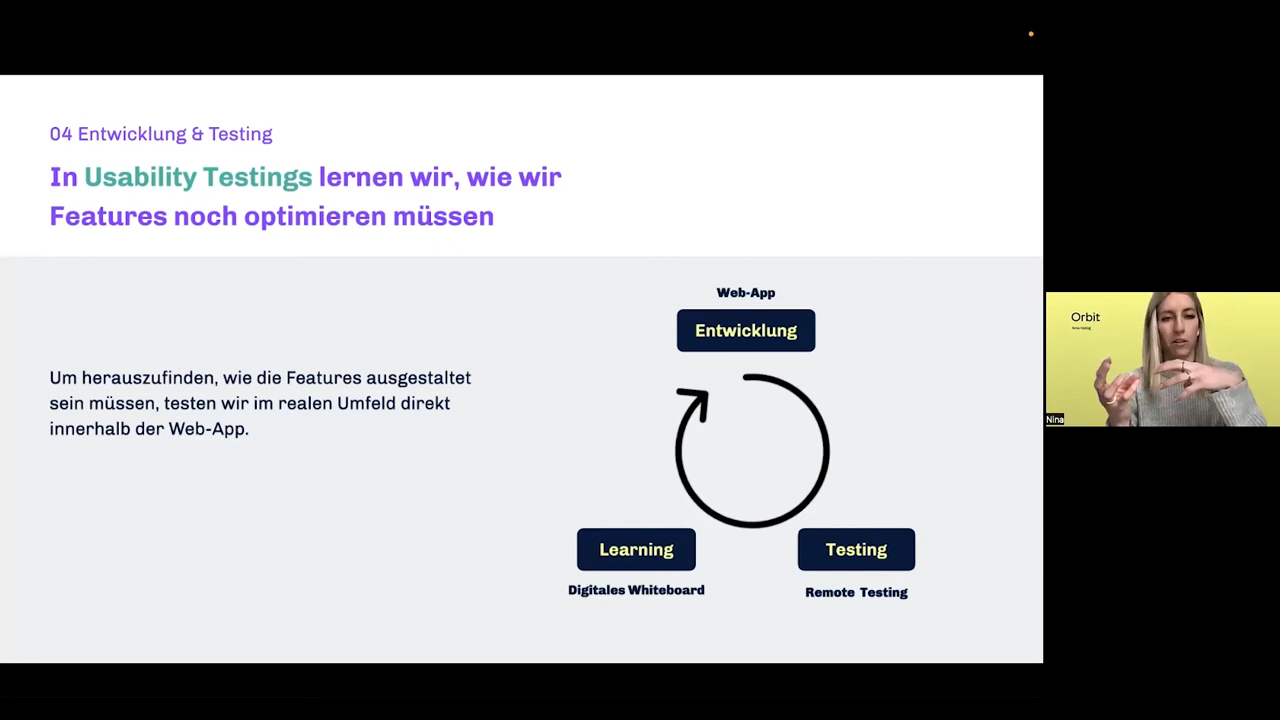 04 Entwicklung & Testing
In Usability Testings lernen wir, wie wir
Features noch optimieren müssen
Um herauszufinden, wie die Features ausgestaltet
sein müssen, testen wir im realen Umfeld direkt
innerhalb der Web-App.
Web-App
Entwicklung
Learning
Testing
Digitales Whiteboard
Remote Testing
Orbit
Nina